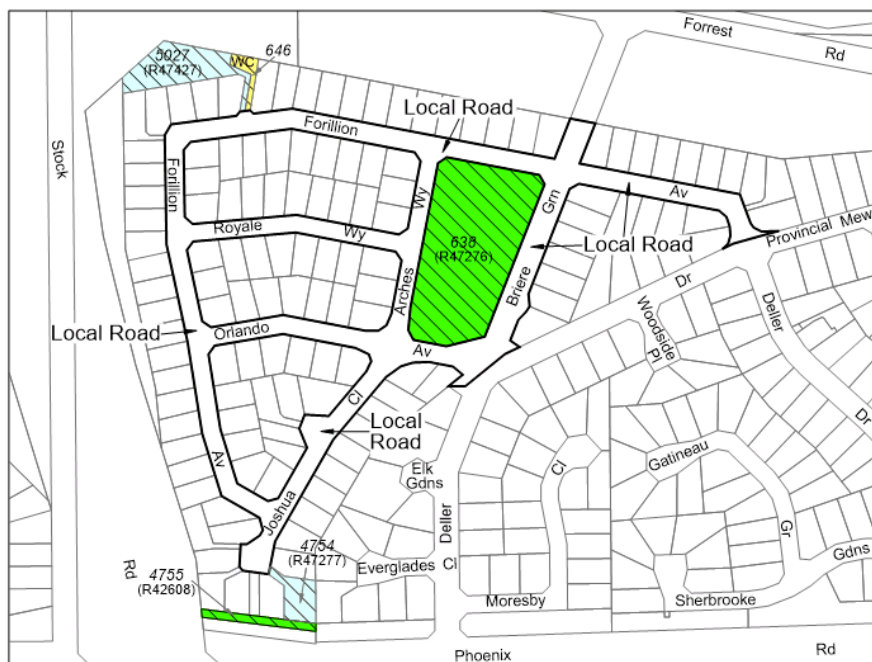 Forrest
Rd
5027
(R47427)
WC
646
Local Road
Forillion
Stock
Forillion
Wy
Grn
Av
Royale
Wy
638
(R47276)
Local Road
Provincial Mew
Arches
Briere
Dr
Woodside
Pl
Deller
Local Road
Orlando
Av
Cl
Local
Road
Dr
Av
Elk
Gdns
Cl
Gatineau
Joshua
Deller
Gr
4754
(R47277)
Rd
4755
(R42608)
Everglades Cl
Gdns
Moresby
Sherbrooke
Phoenix
Rd